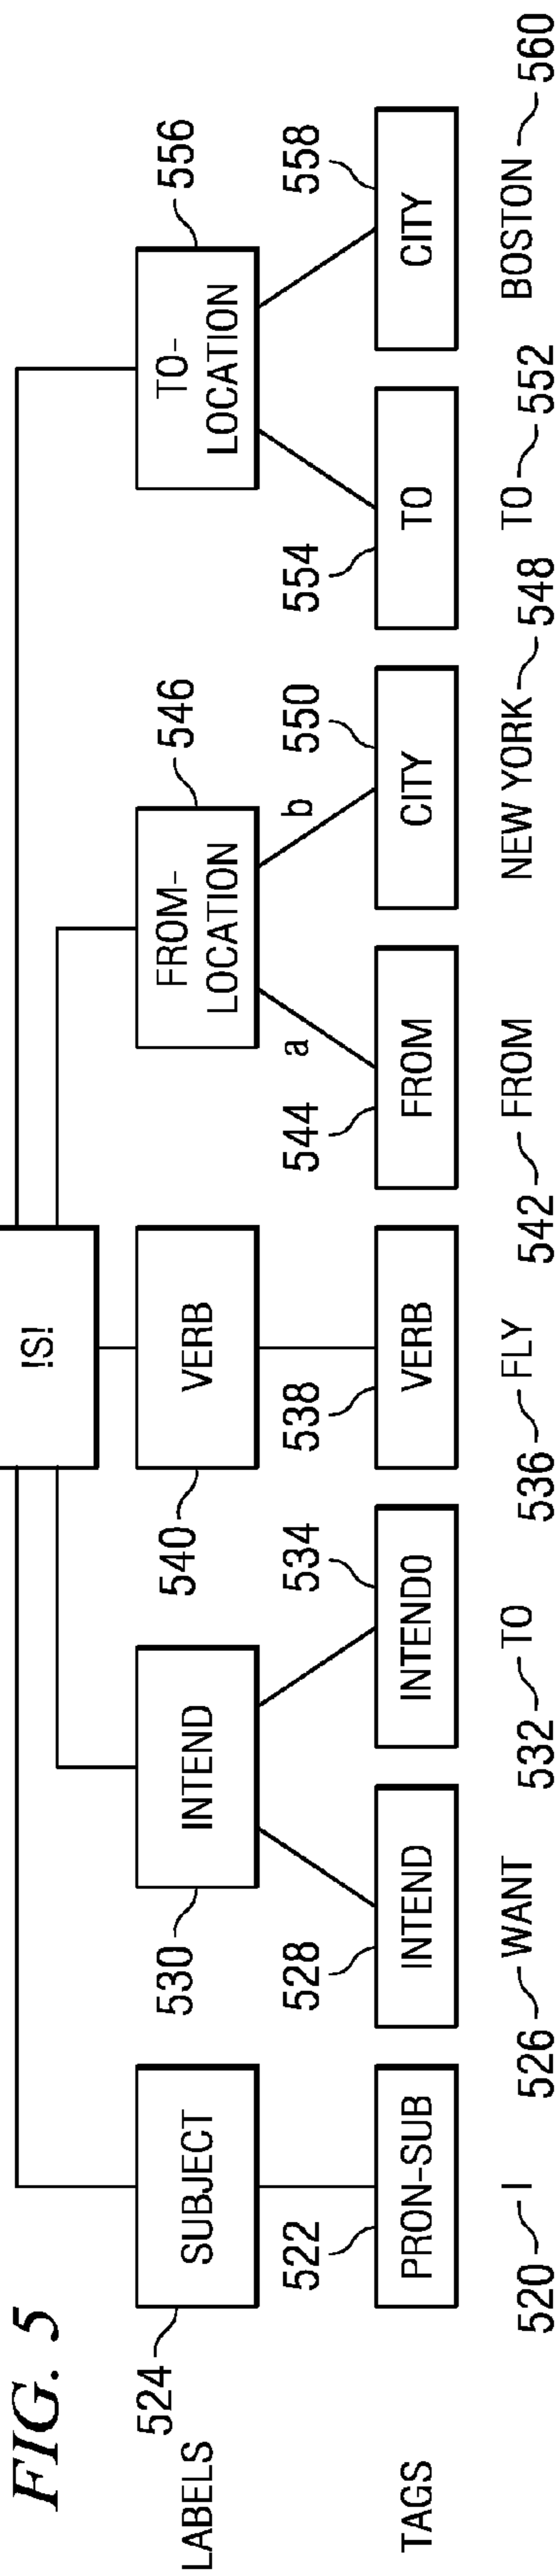 FIG. 5
!S!
524 530 540 546 556
LABELS SUBJECT INTEND VERB FROM-LOCATION TO-LOCATION
a b
522 528 534 538 544 550 554 558
TAGS PRON-SUB INTEND INTENDO VERB FROM CITY TO CITY
520 I 526 WANT 532 TO 536 FLY 542 FROM NEW YORK 548 TO 552 BOSTON 560